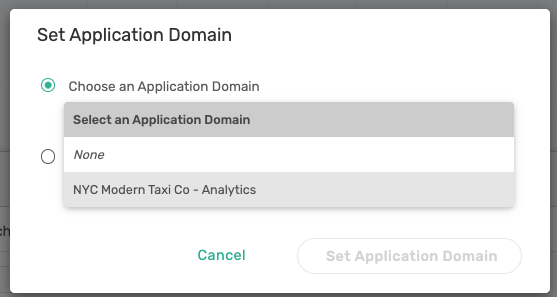 Set Application Domain
Choose an Application Domain
Select an Application Domain
None
NYC Modern Taxi Co - Analytics
Cancel
Set Application Domain